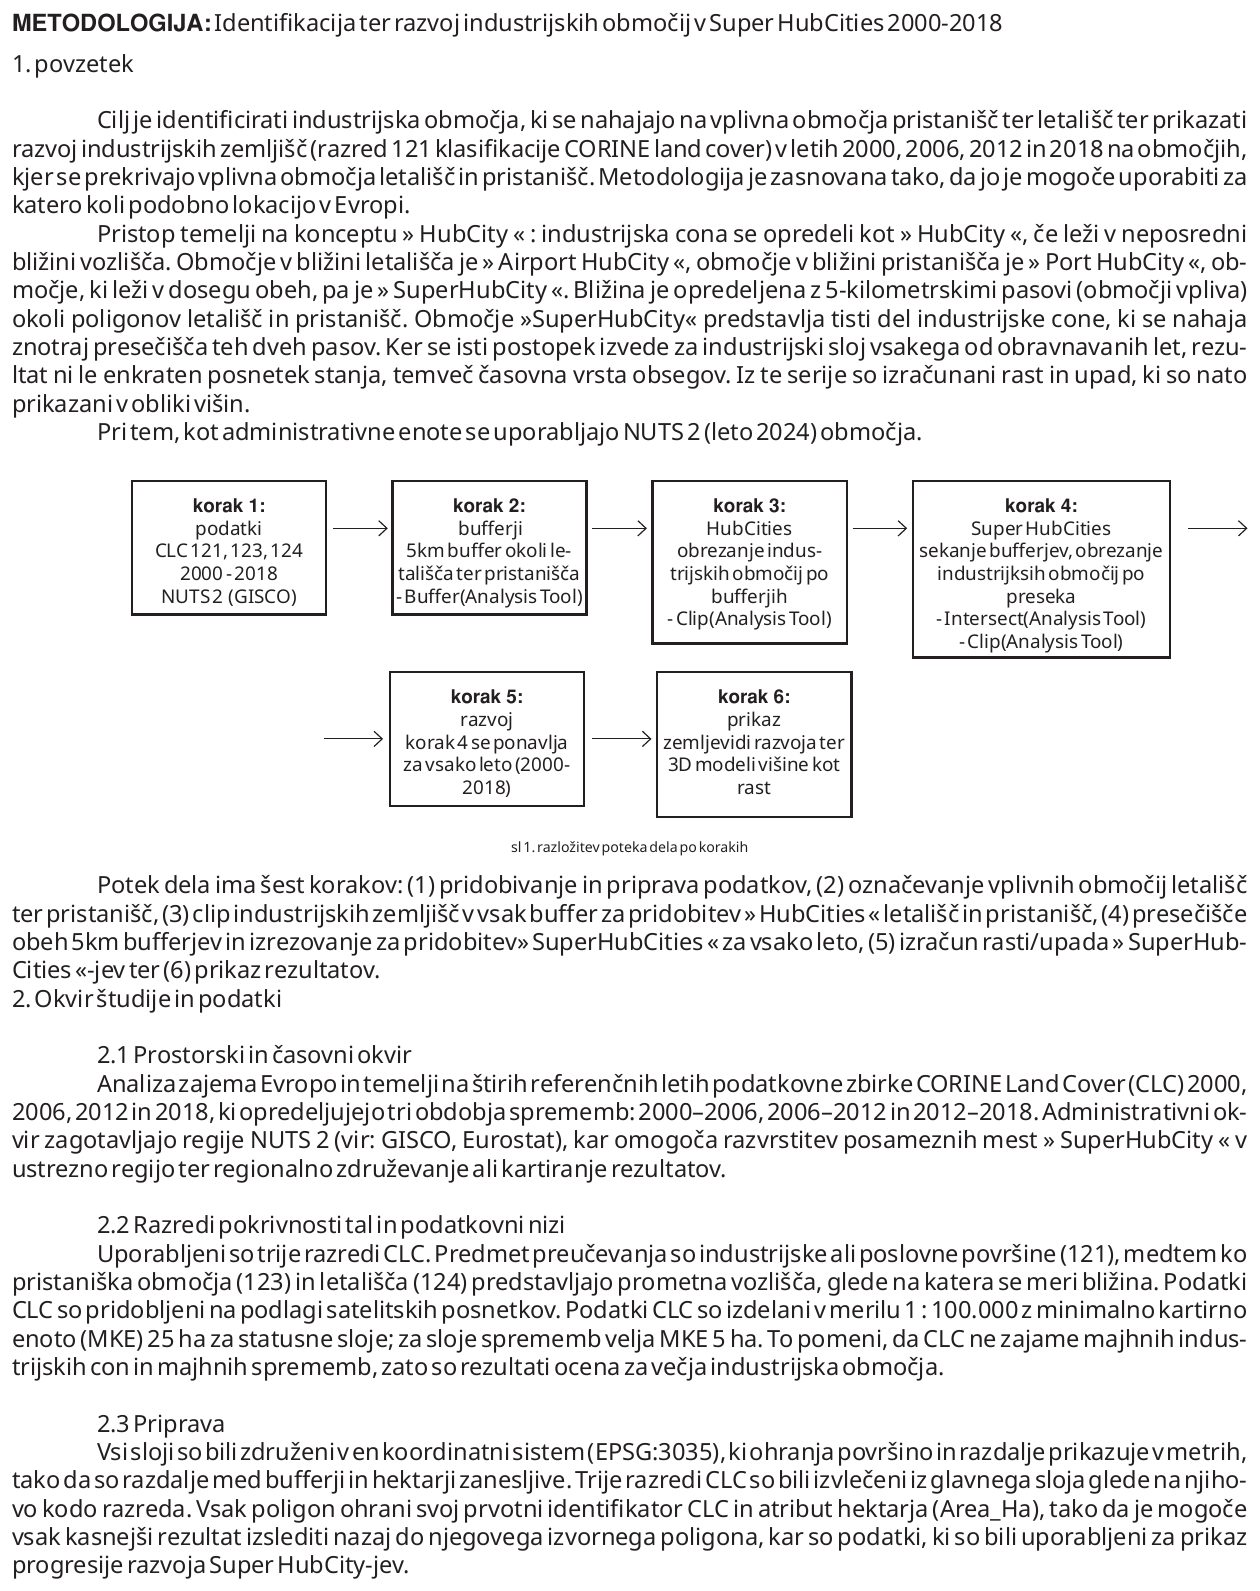 METODOLOGIJA: Identifikacija ter razvoj industrijskih območij v Super HubCities 2000-2018
1. povzetek
Cilj je identificirati industrijska območja, ki se nahajajo na vplivna območja pristanišč ter letališč ter prikazati
razvoj industrijskih zemljišč (razred 121 klasifikacije CORINE land cover) v letih 2000, 2006, 2012 in 2018 na območjih,
kjer se prekrivajo vplivna območja letališč in pristanišč. Metodologija je zasnovana tako, da jo je mogoče uporabiti za
katero koli podobno lokacijo v Evropi.
Pristop temelji na konceptu » HubCity « : industrijska cona se opredeli kot » HubCity «, če leži v neposredni
bližini vozlišča. Območje v bližini letališča je » Airport HubCity «, območje v bližini pristanišča je » Port HubCity «, ob-
močje, ki leži v dosegu obeh, pa je » SuperHubCity «. Bližina je opredeljena z 5-kilometrskimi pasovi (območji vpliva)
okoli poligonov letališč in pristanišč. Območje »SuperHubCity« predstavlja tisti del industrijske cone, ki se nahaja
znotraj presečišča teh dveh pasov. Ker se isti postopek izvede za industrijski sloj vsakega od obravnavanih let, rezu-
ltat ni le enkraten posnetek stanja, temveč časovna vrsta obsegov. Iz te serije so izračunani rast in upad, ki so nato
prikazani v obliki višin.
Pri tem, kot administrativne enote se uporabljajo NUTS 2 (leto 2024) območja.
korak 1:
podatki
CLC 121, 123, 124
2000 - 2018
NUTS 2 (GISCO)
korak 2:
bufferji
5km buffer okoli le-
tališča ter pristanišča
- Buffer(Analysis Tool)
korak 3:
HubCities
obrezanje indus-
trijskih območij po
bufferjih
- Clip(Analysis Tool)
korak 4:
Super HubCities
sekanje bufferjev, obrezanje
industrijksih območij po
preseka
- Intersect(Analysis Tool)
- Clip(Analysis Tool)
korak 5:
razvoj
korak 4 se ponavlja
za vsako leto (2000-
2018)
korak 6:
prikaz
zemljevidi razvoja ter
3D modeli višine kot
rast
sl 1. razložitev poteka dela po korakih
Potek dela ima šest korakov: (1) pridobivanje in priprava podatkov, (2) označevanje vplivnih območij letališč
ter pristanišč, (3) clip industrijskih zemljišč v vsak buffer za pridobitev » HubCities « letališč in pristanišč, (4) presečišče
obeh 5km bufferjev in izrezovanje za pridobitev» SuperHubCities « za vsako leto, (5) izračun rasti/upada » SuperHub-
Cities «-jev ter (6) prikaz rezultatov.
2. Okvir študije in podatki
2.1 Prostorski in časovni okvir
Analiza zajema Evropo in temelji na štirih referenčnih letih podatkovne zbirke CORINE Land Cover (CLC) 2000,
2006, 2012 in 2018, ki opredeljujejo tri obdobja sprememb: 2000–2006, 2006–2012 in 2012–2018. Administrativni ok-
vir zagotavljajo regije NUTS 2 (vir: GISCO, Eurostat), kar omogoča razvrstitev posameznih mest » SuperHubCity « v
ustrezno regijo ter regionalno združevanje ali kartiranje rezultatov.
2.2 Razredi pokrivnosti tal in podatkovni nizi
Uporabljeni so trije razredi CLC. Predmet preučevanja so industrijske ali poslovne površine (121), medtem ko
pristaniška območja (123) in letališča (124) predstavljajo prometna vozlišča, glede na katera se meri bližina. Podatki
CLC so pridobljeni na podlagi satelitskih posnetkov. Podatki CLC so izdelani v merilu 1 : 100.000 z minimalno kartirno
enoto (MKE) 25 ha za statusne sloje; za sloje sprememb velja MKE 5 ha. To pomeni, da CLC ne zajame majhnih indus-
trijskih con in majhnih sprememb, zato so rezultati ocena za večja industrijska območja.
2.3 Priprava
Vsi sloji so bili združeni v en koordinatni sistem (EPSG:3035), ki ohranja površino in razdalje prikazuje v metrih,
tako da so razdalje med bufferji in hektarji zanesljive. Trije razredi CLC so bili izvlečeni iz glavnega sloja glede na njiho-
vo kodo razreda. Vsak poligon ohrani svoj prvotni identifikator CLC in atribut hektarja (Area_Ha), tako da je mogoče
vsak kasnejši rezultat izslediti nazaj do njegovega izvornega poligona, kar so podatki, ki so bili uporabljeni za prikaz
progresije razvoja Super HubCity-jev.